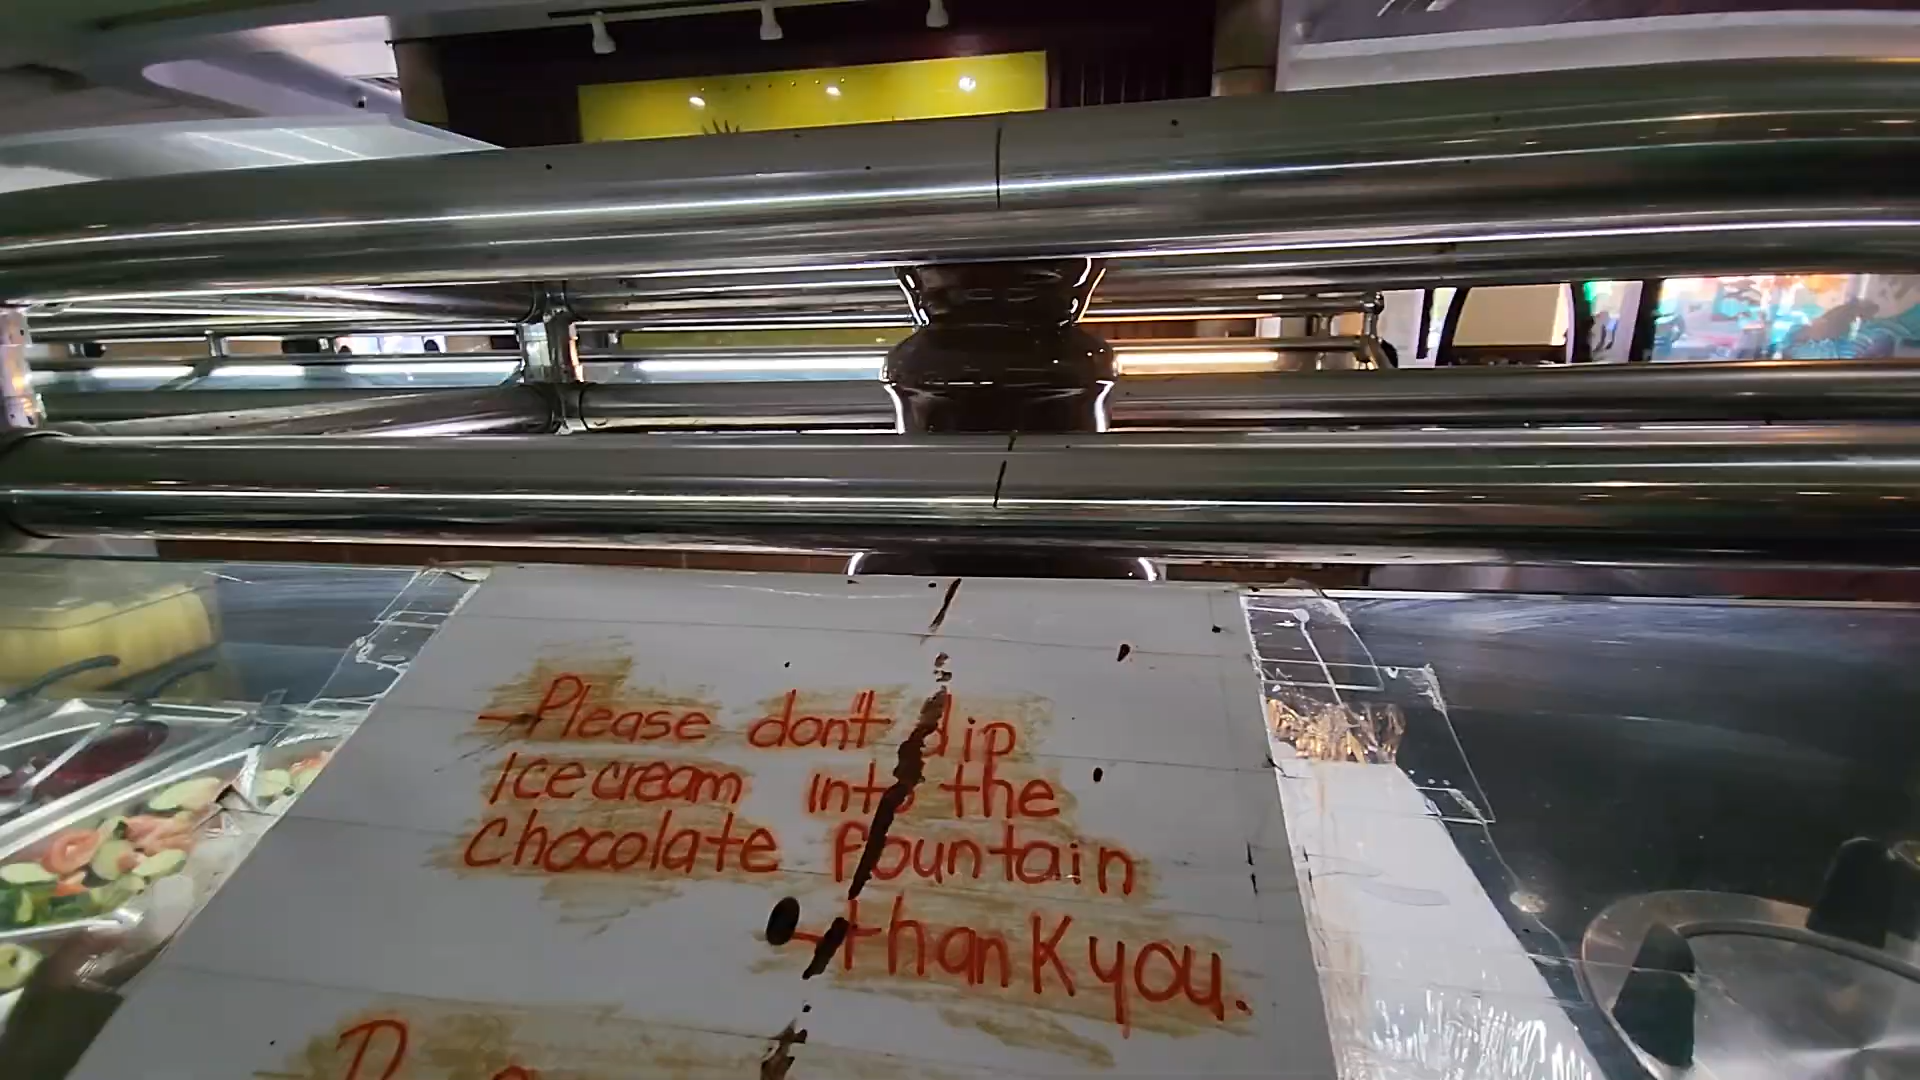 -Please don't dip
Ice cream into the
chocolate fountain
-thank you.